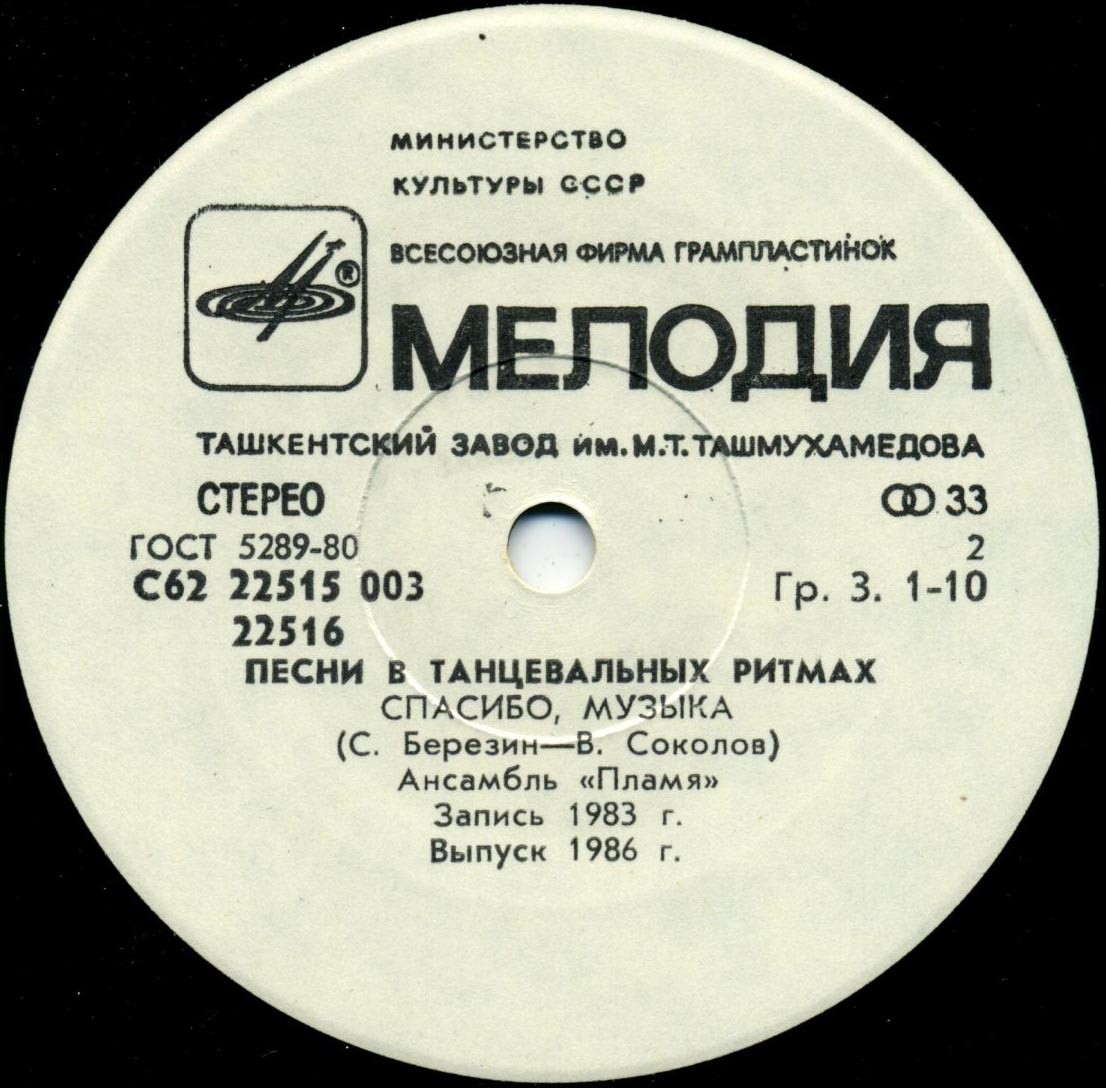 МИНИСТЕРСТВО
КУЛЬТУРЫ СССР
ВСЕСОЮЗНАЯ ФИРМА ГРАМПЛАСТИНОК
®
МЕЛОДИЯ
ТАШКЕНТСКИЙ ЗАВОД им. М.Т. ТАШМУХАМЕДОВА
СТЕРЕО 33
ГОСТ 5289-80 2
С62 22515 003 Гр. 3. 1-10
22516
ПЕСНИ В ТАНЦЕВАЛЬНЫХ РИТМАХ
СПАСИБО, МУЗЫКА
(С. Березин—В. Соколов)
Ансамбль «Пламя»
Запись 1983 г.
Выпуск 1986 г.